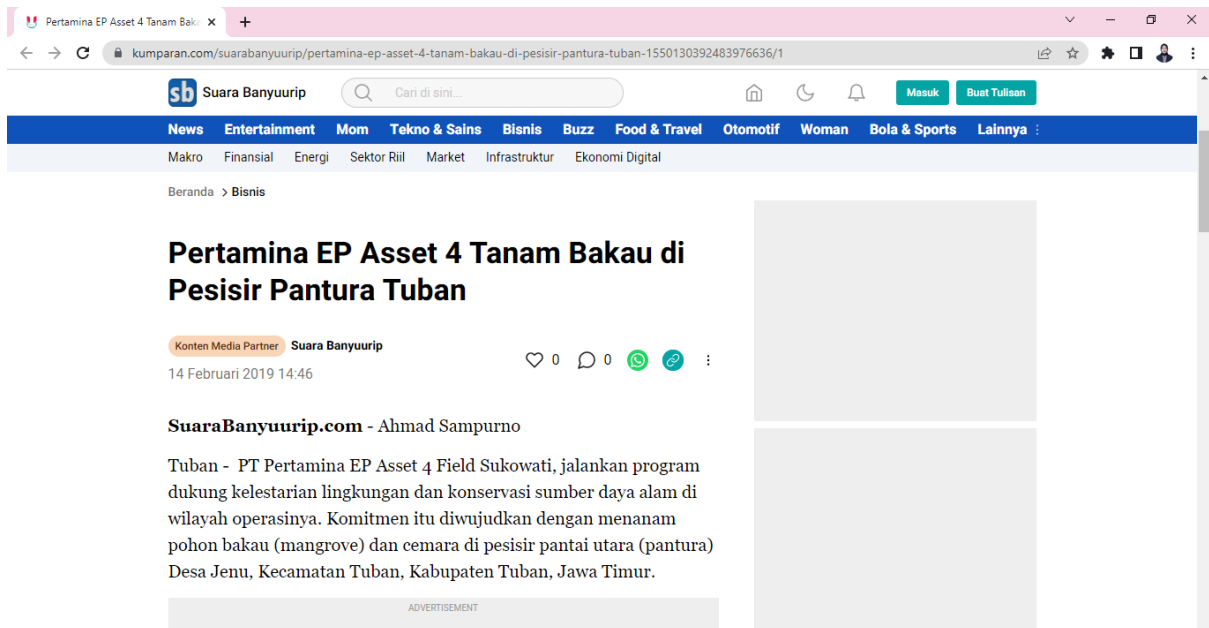 Pertamina EP Asset 4 Tanam Baka
kumparan.com/suarabanyuurip/pertamina-ep-asset-4-tanam-bakau-di-pesisir-pantura-tuban-1550130392483976636/1
sb Suara Banyuurip
Cari di sini...
Masuk
Buat Tulisan
News Entertainment Mom Tekno & Sains Bisnis Buzz Food & Travel Otomotif Woman Bola & Sports Lainnya
Makro Finansial Energi Sektor Riil Market Infrastruktur Ekonomi Digital
Beranda > Bisnis
Pertamina EP Asset 4 Tanam Bakau di
Pesisir Pantura Tuban
Konten Media Partner Suara Banyuurip
14 Februari 2019 14:46
0 0
SuaraBanyuurip.com - Ahmad Sampurno
Tuban - PT Pertamina EP Asset 4 Field Sukowati, jalankan program
dukung kelestarian lingkungan dan konservasi sumber daya alam di
wilayah operasinya. Komitmen itu diwujudkan dengan menanam
pohon bakau (mangrove) dan cemara di pesisir pantai utara (pantura)
Desa Jenu, Kecamatan Tuban, Kabupaten Tuban, Jawa Timur.
ADVERTISEMENT